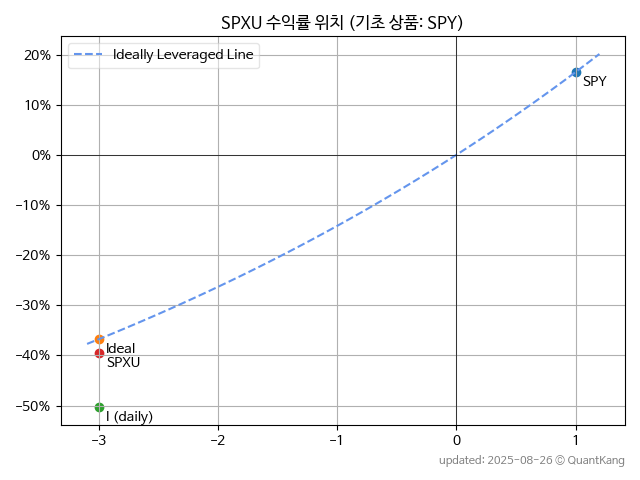 SPXU 수익률 위치 (기초 상품: SPY)
Ideally Leveraged Line
20%
10%
0%
-10%
-20%
-30%
-40%
-50%
SPY
Ideal
SPXU
I (daily)
-3
-2
-1
0
1
updated: 2025-08-26 © QuantKang